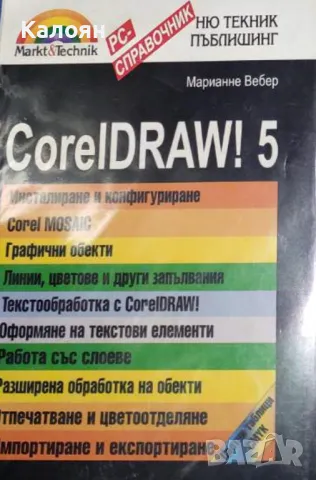 Калоян
Markt&Technik
PC-СПРАВОЧНИК
НЮ ТЕКНИК
ПЪБЛИШИНГ
Марианне Вебер
CorelDRAW! 5
Инсталиране и конфигуриране
Corel MOSAIC
Графични обекти
Линии, цветове и други запълвания
Текстообработка с CorelDRAW!
Оформяне на текстови елементи
Работа със слоеве
Разширена обработка на обекти
Отпечатване и цветоотделяне
Импортиране и експортиране
таблици
bazar